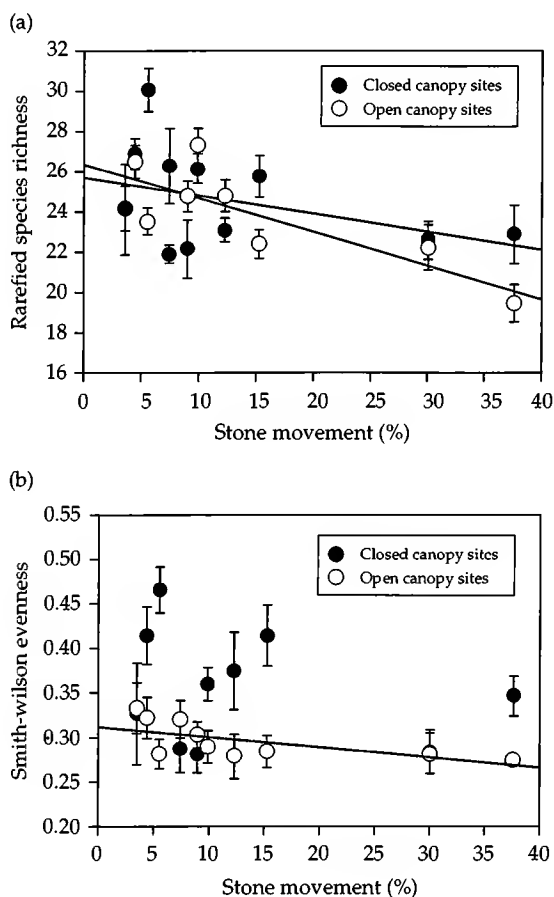 (a)
32
30
28
26
24
22
20
18
16
Rarefied species richness
Closed canopy sites
Open canopy sites
0 5 10 15 20 25 30 35 40
Stone movement (%)
(b)
0.55
0.50
0.45
0.40
0.35
0.30
0.25
0.20
Smith-wilson evenness
Closed canopy sites
Open canopy sites
0 5 10 15 20 25 30 35 40
Stone movement (%)